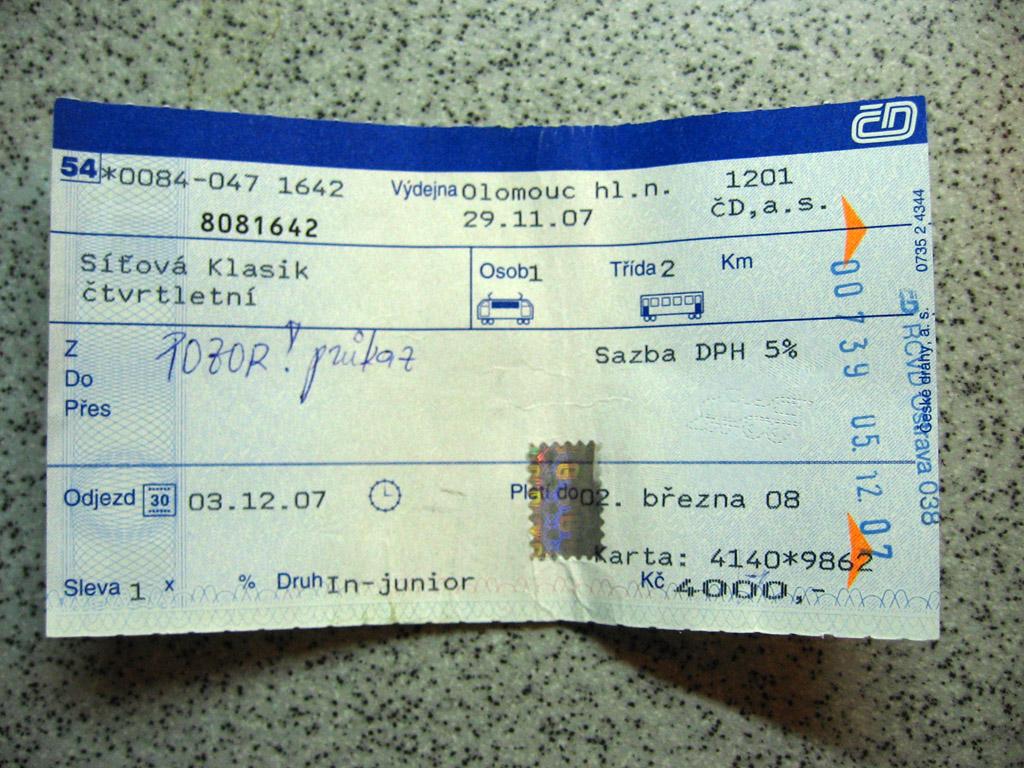 ČD
54 *0084-047 1642 Výdejna Olomouc hl.n. 1201
8081642 29.11.07 ČD,a.s.
Síťová Klasik Osob 1 Třída 2 Km
čtvrtletní
Z POZOR! průkaz Sazba DPH 5%
Do
Přes
Odjezd 30 03.12.07 Platí do 02. března 08
Karta: 4140*9862
Sleva 1 x % Druh In-junior Kč 4000,-
0735 2 4344
České dráhy, a. s.
RCVD Ostrava 038
00739 05.12 07